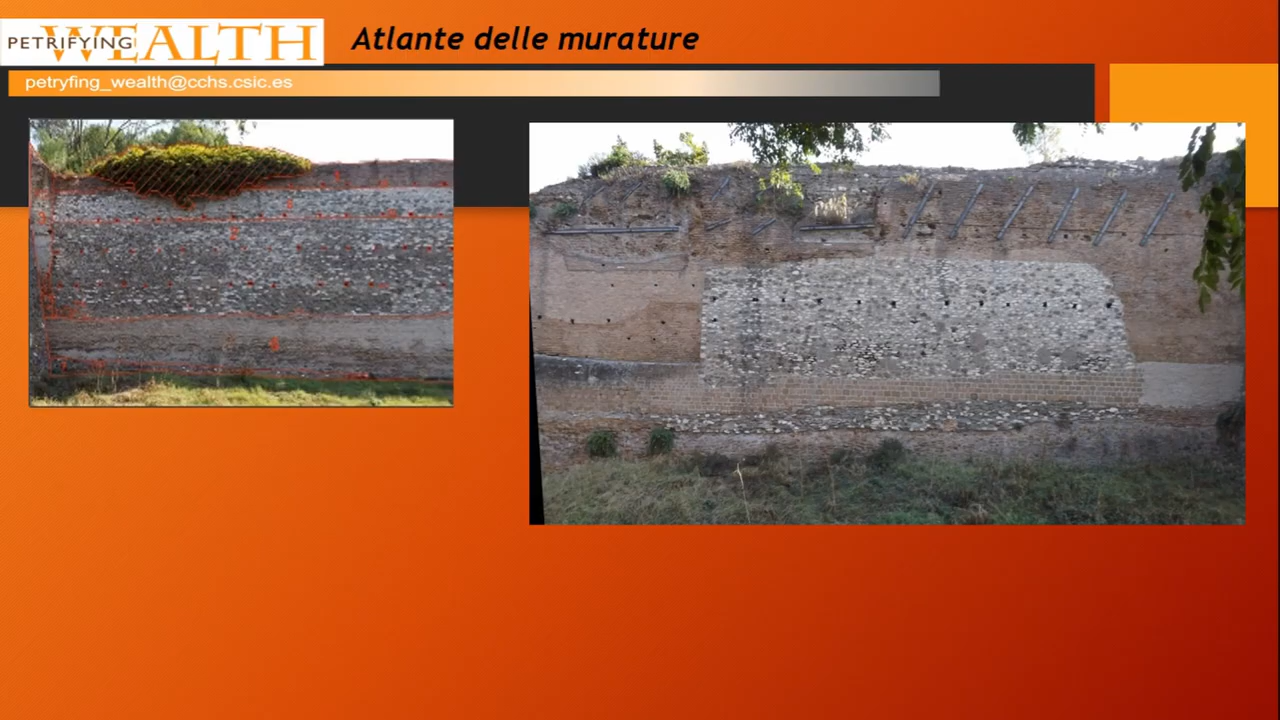 PETRIFYING WEALTH
Atlante delle murature
petryfing_wealth@cchs.csic.es